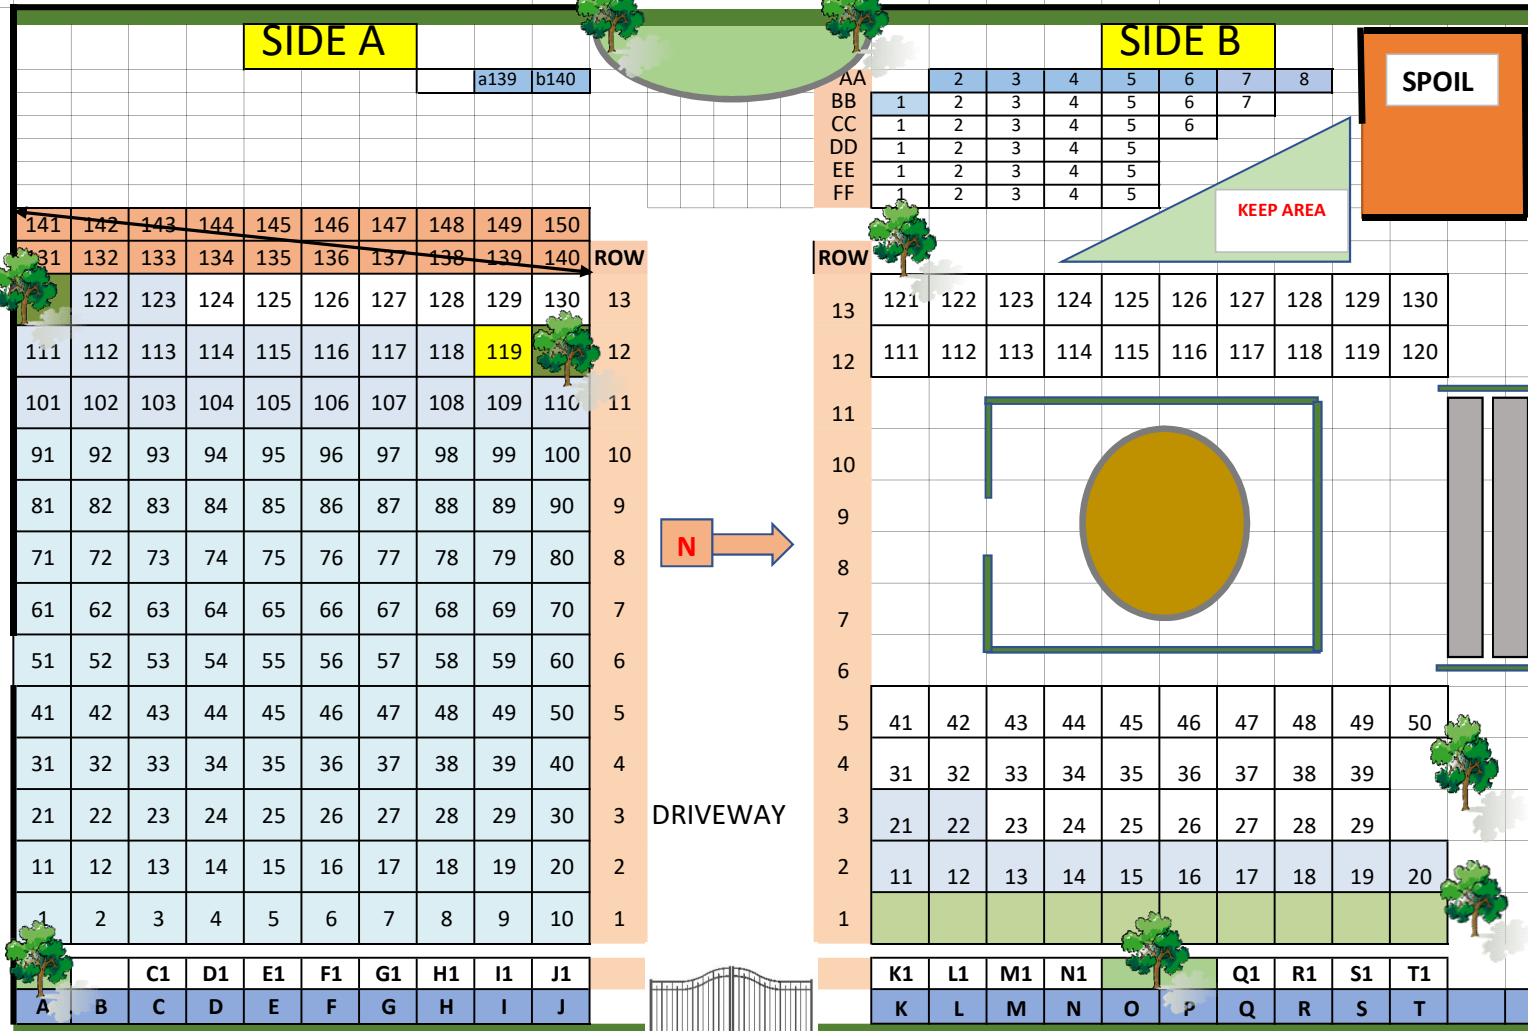 SIDE A SIDE B
a139 b140 AA 2 3 4 5 6 7 8 SPOIL
BB 1 2 3 4 5 6 7
CC 1 2 3 4 5 6
DD 1 2 3 4 5
EE 1 2 3 4 5
FF 1 2 3 4 5
KEEP AREA
141 142 143 144 145 146 147 148 149 150
131 132 133 134 135 136 137 138 139 140 ROW ROW
122 123 124 125 126 127 128 129 130 13 13 121 122 123 124 125 126 127 128 129 130
111 112 113 114 115 116 117 118 119 12 12 111 112 113 114 115 116 117 118 119 120
101 102 103 104 105 106 107 108 109 110 11 11
91 92 93 94 95 96 97 98 99 100 10 10
81 82 83 84 85 86 87 88 89 90 9 9
N
71 72 73 74 75 76 77 78 79 80 8 8
61 62 63 64 65 66 67 68 69 70 7 7
51 52 53 54 55 56 57 58 59 60 6 6
41 42 43 44 45 46 47 48 49 50 5 5 41 42 43 44 45 46 47 48 49 50
31 32 33 34 35 36 37 38 39 40 4 4 31 32 33 34 35 36 37 38 39
21 22 23 24 25 26 27 28 29 30 3 DRIVEWAY 3 21 22 23 24 25 26 27 28 29
11 12 13 14 15 16 17 18 19 20 2 2 11 12 13 14 15 16 17 18 19 20
1 2 3 4 5 6 7 8 9 10 1 1
C1 D1 E1 F1 G1 H1 I1 J1 K1 L1 M1 N1 Q1 R1 S1 T1
A B C D E F G H I J K L M N O P Q R S T